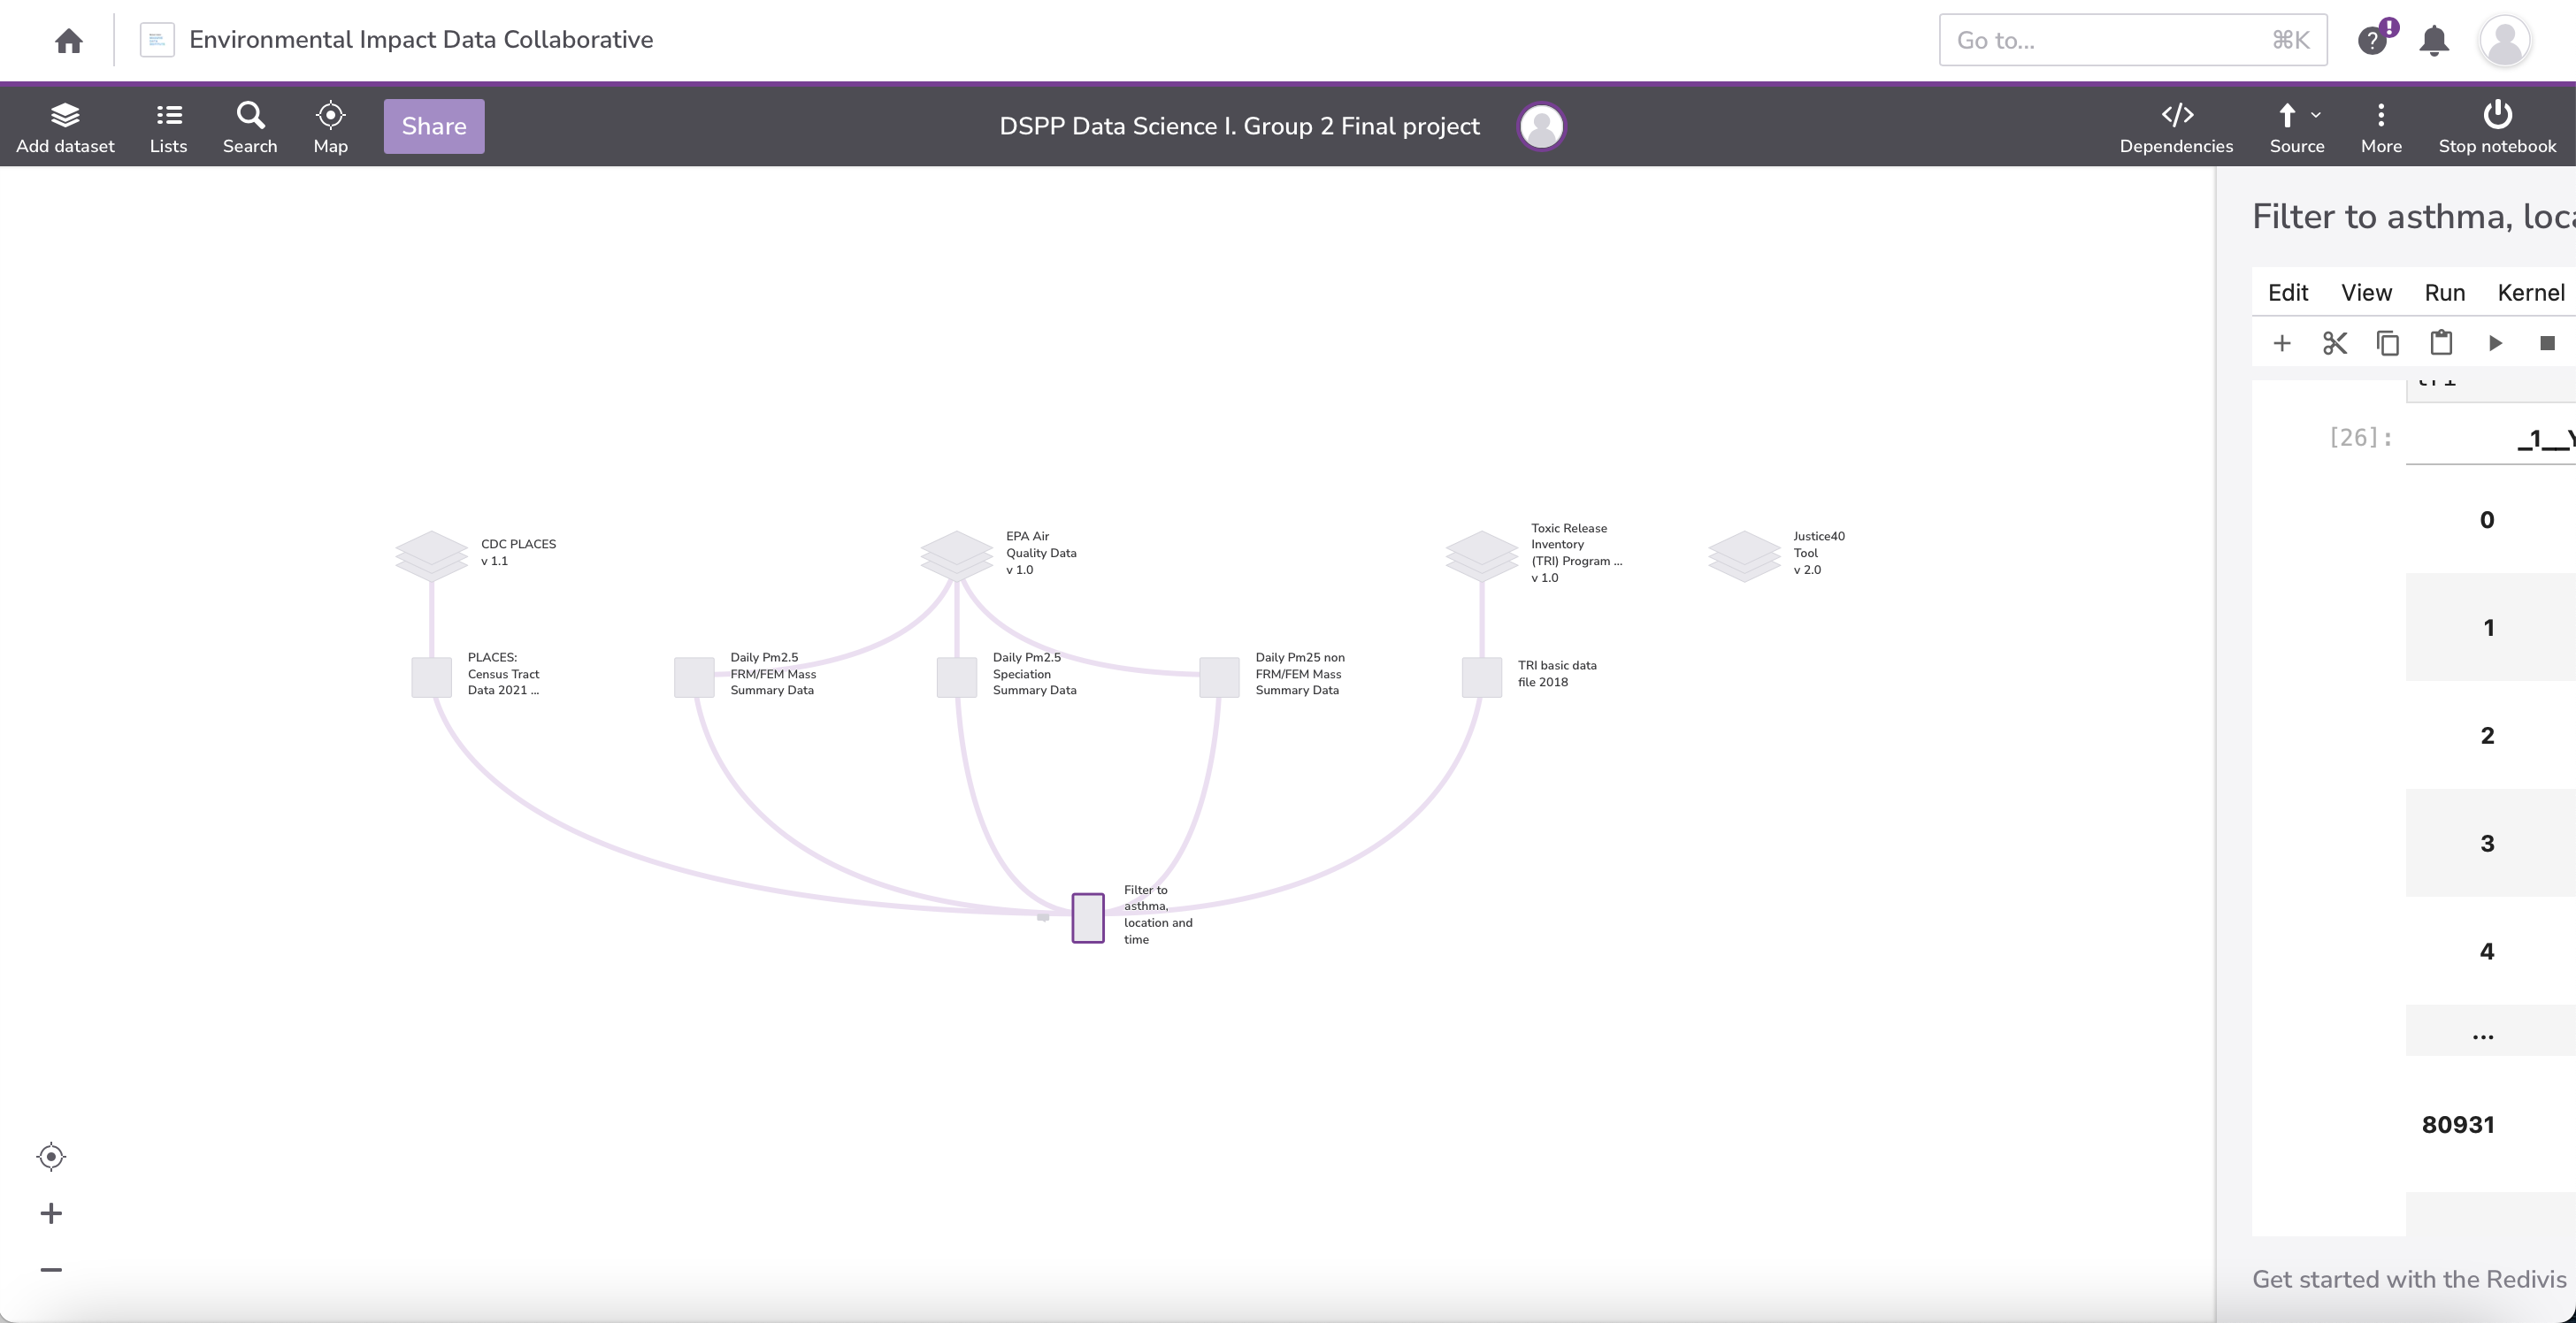 Environmental Impact Data Collaborative
Go to...
⌘K
?
!
Add dataset
Lists
Search
Map
Share
DSPP Data Science I. Group 2 Final project
Dependencies
Source
More
Stop notebook
CDC PLACES
v 1.1
EPA Air
Quality Data
v 1.0
Toxic Release
Inventory
(TRI) Program ...
v 1.0
Justice40
Tool
v 2.0
PLACES:
Census Tract
Data 2021 ...
Daily Pm2.5
FRM/FEM Mass
Summary Data
Daily Pm2.5
Speciation
Summary Data
Daily Pm25 non
FRM/FEM Mass
Summary Data
TRI basic data
file 2018
Filter to
asthma,
location and
time
Filter to asthma, loca
Edit View Run Kernel
tri
[26]:
_1__Y
0
1
2
3
4
...
80931
Get started with the Redivis